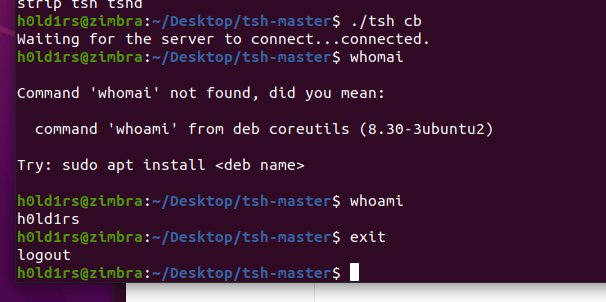 strip tsh tshd
h0ld1rs@zimbra:~/Desktop/tsh-master$ ./tsh cb
Waiting for the server to connect...connected.
h0ld1rs@zimbra:~/Desktop/tsh-master$ whomai
Command 'whomai' not found, did you mean:
command 'whoami' from deb coreutils (8.30-3ubuntu2)
Try: sudo apt install <deb name>
h0ld1rs@zimbra:~/Desktop/tsh-master$ whoami
h0ld1rs
h0ld1rs@zimbra:~/Desktop/tsh-master$ exit
logout
h0ld1rs@zimbra:~/Desktop/tsh-master$